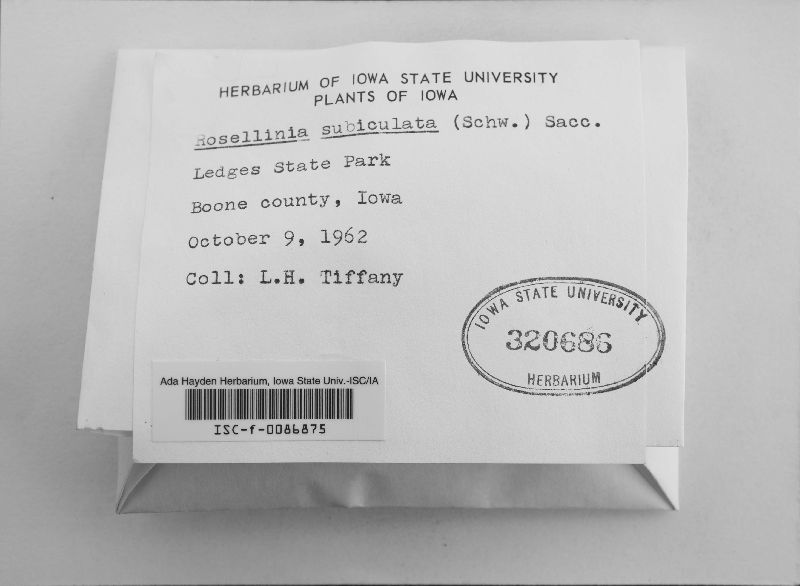 HERBARIUM OF IOWA STATE UNIVERSITY
PLANTS OF IOWA
Rosellinia subiculata (Schw.) Sacc.
Ledges State Park
Boone county, Iowa
October 9, 1962
Coll: L.H. Tiffany
IOWA STATE UNIVERSITY
320686
HERBARIUM
Ada Hayden Herbarium, Iowa State Univ.-ISC/IA
ISC-f-0086875